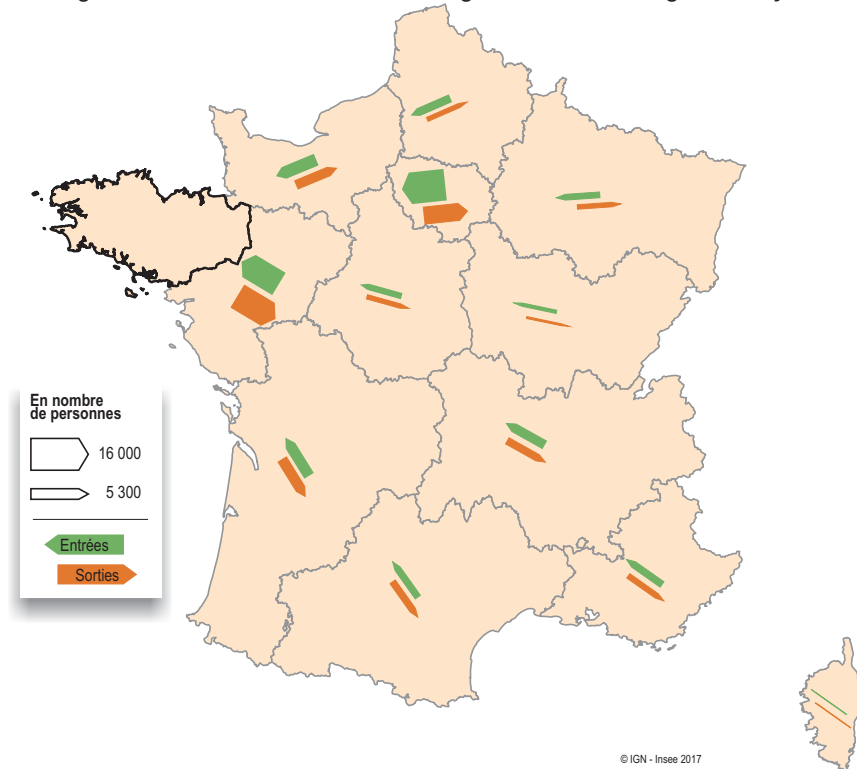 En nombre
de personnes
16 000
5 300
Entrées
Sorties
© IGN - Insee 2017